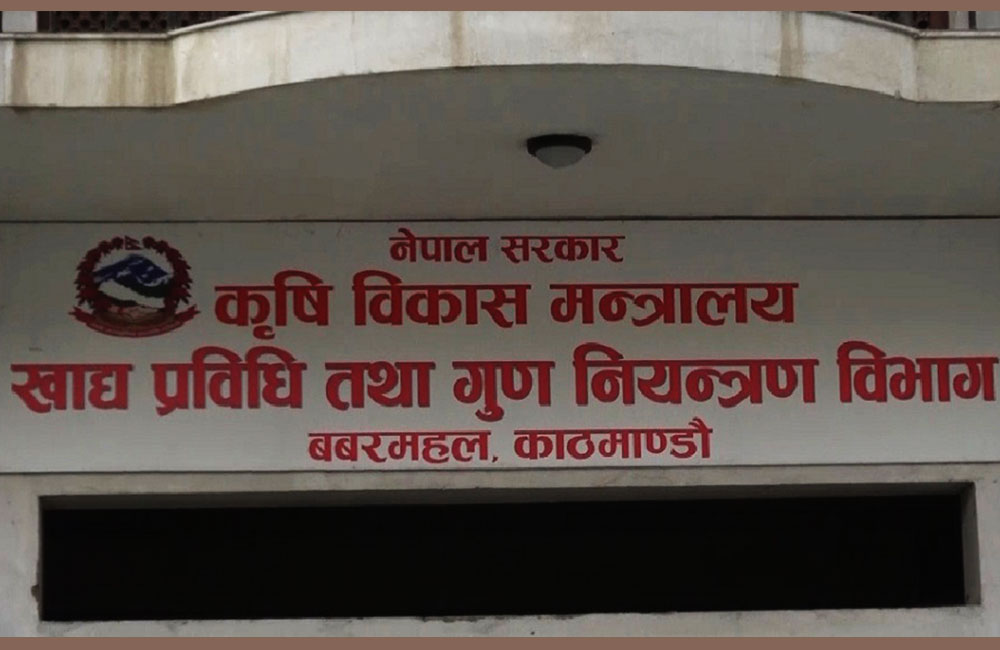 नेपाल सरकार
कृषि विकास मन्त्रालय
खाद्य प्रविधि तथा गुण नियन्त्रण विभाग
बबरमहल, काठमाण्डौ